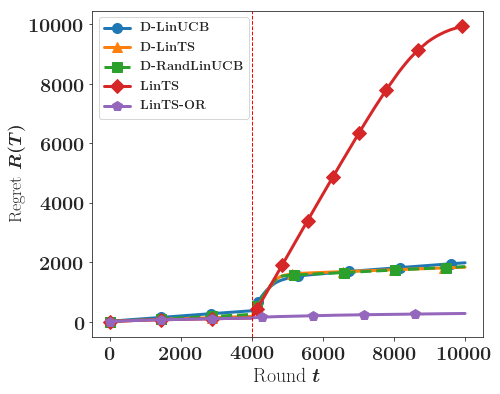 D-LinUCB
D-LinTS
D-RandLinUCB
LinTS
LinTS-OR
10000
8000
6000
4000
2000
0
Regret R(T)
0 2000 4000 6000 8000 10000
Round t